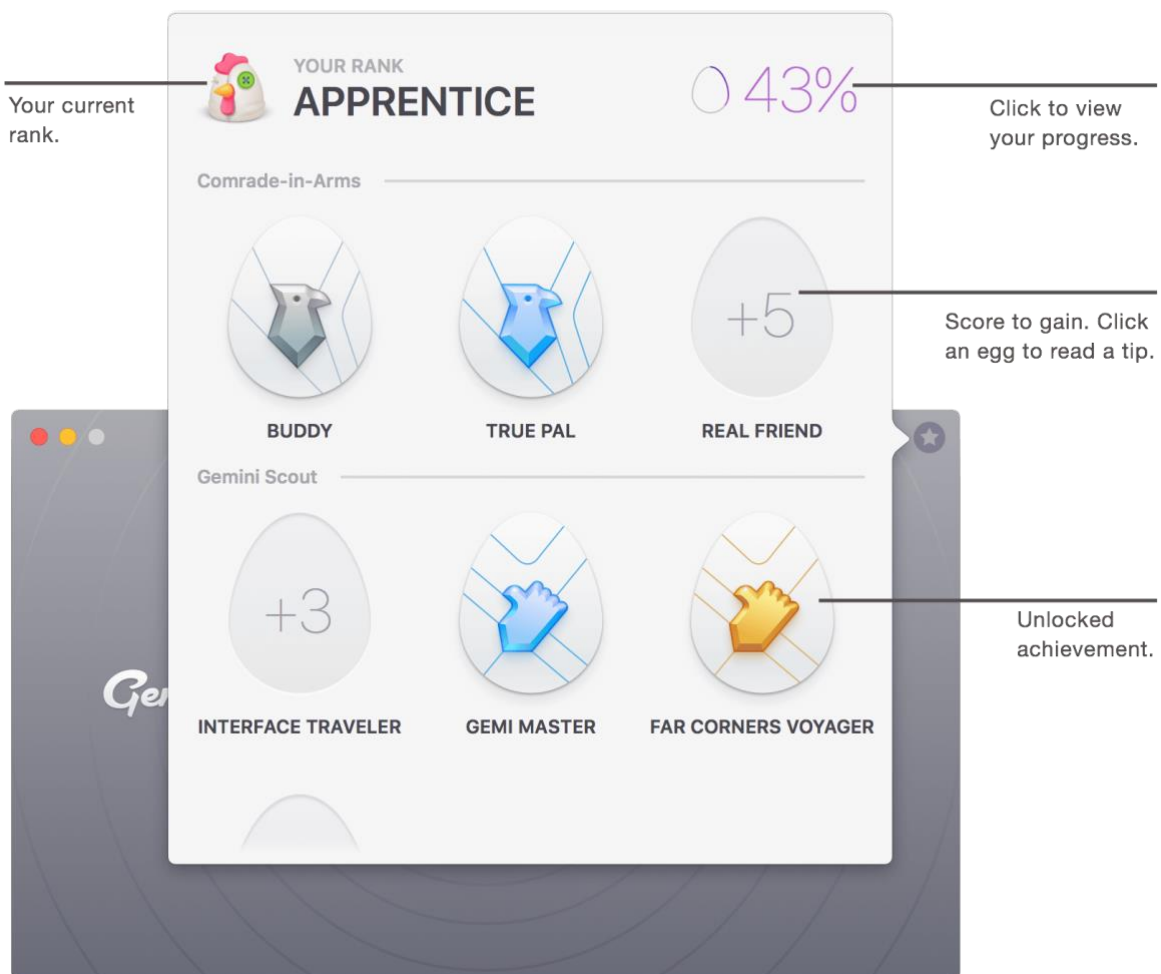 YOUR RANK
APPRENTICE
43%
Your current
rank.
Click to view
your progress.
Comrade-in-Arms
+5
Score to gain. Click
an egg to read a tip.
BUDDY
TRUE PAL
REAL FRIEND
Gemini Scout
+3
Unlocked
achievement.
Ge
INTERFACE TRAVELER
GEMI MASTER
FAR CORNERS VOYAGER